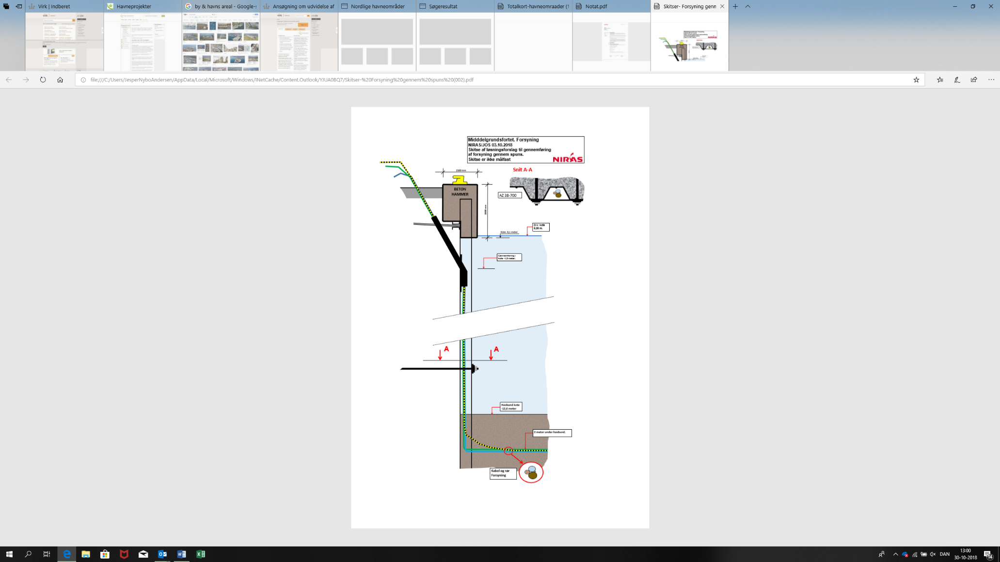 Virk | Indberet
Havneprojekter
by & havns areal - Google-s
Ansøgning om udvidelse af
Nordlige havneområder
Søgeresultat
Totalkort-havneomraader (1
Notat.pdf
Skitser- Forsyning genn
file:///C:/Users/JesperNyboAndersen/AppData/Local/Microsoft/Windows/INetCache/Content.Outlook/YJUA0BQ7/Skitser-%20Forsyning%20gennem%20spuns%20(002).pdf
Midddelgrundsfortet. Forsyning
NIRAS/JOS 03.10.2018
Skitse af løsningsforslag til gennemføring
af forsyning gennem spuns.
Skitse er ikke målfast
NIRAS
1500 mm
Snit A-A
BETON
HAMMER
AZ 38-700
D.V. kote
0,00 m.
Kote -0,1 meter
Gennemføring i
kote -1,5 meter.
A
A
Havbund kote
-12,6 meter
2 meter under havbund.
Kabel og rør
Forsyning
DAN
13:00
30-10-2018
14